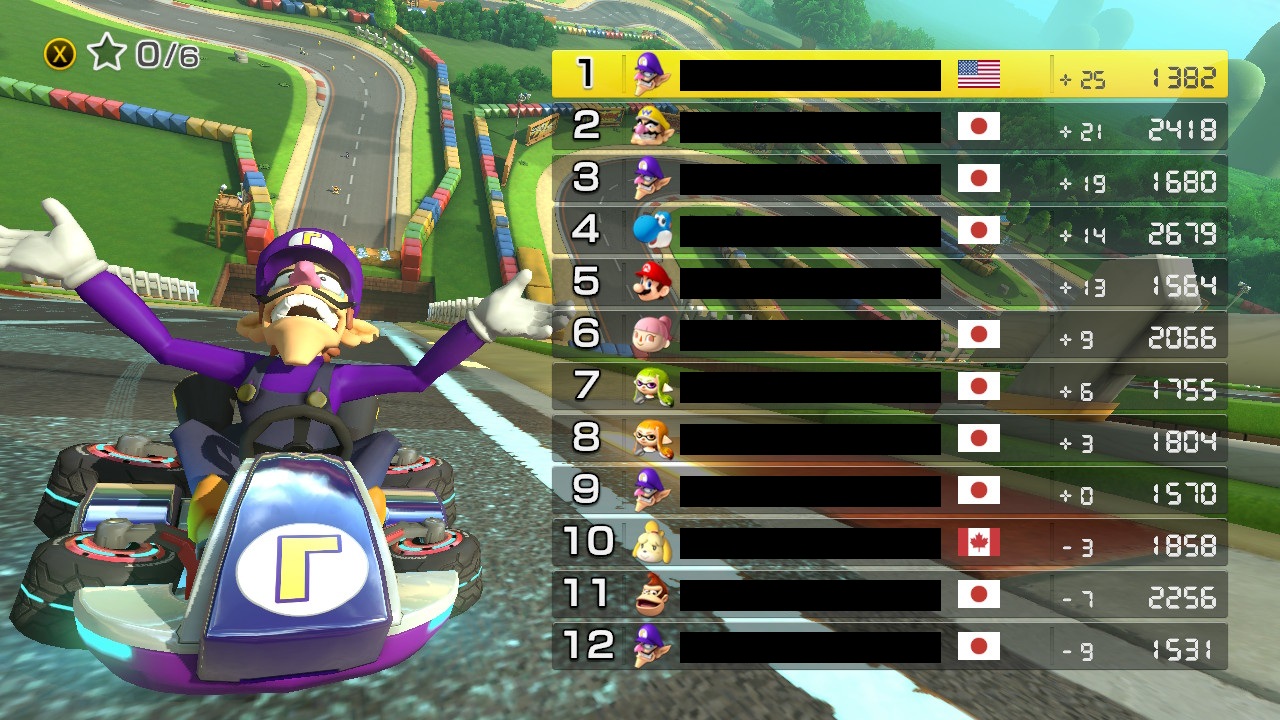 X 0/6
1 + 25 1382
2 + 21 2418
3 + 19 1680
4 + 14 2679
5 + 13 1564
6 + 9 2066
7 + 6 1755
8 + 3 1804
9 + 0 1570
10 - 3 1858
11 - 7 2256
12 - 9 1531